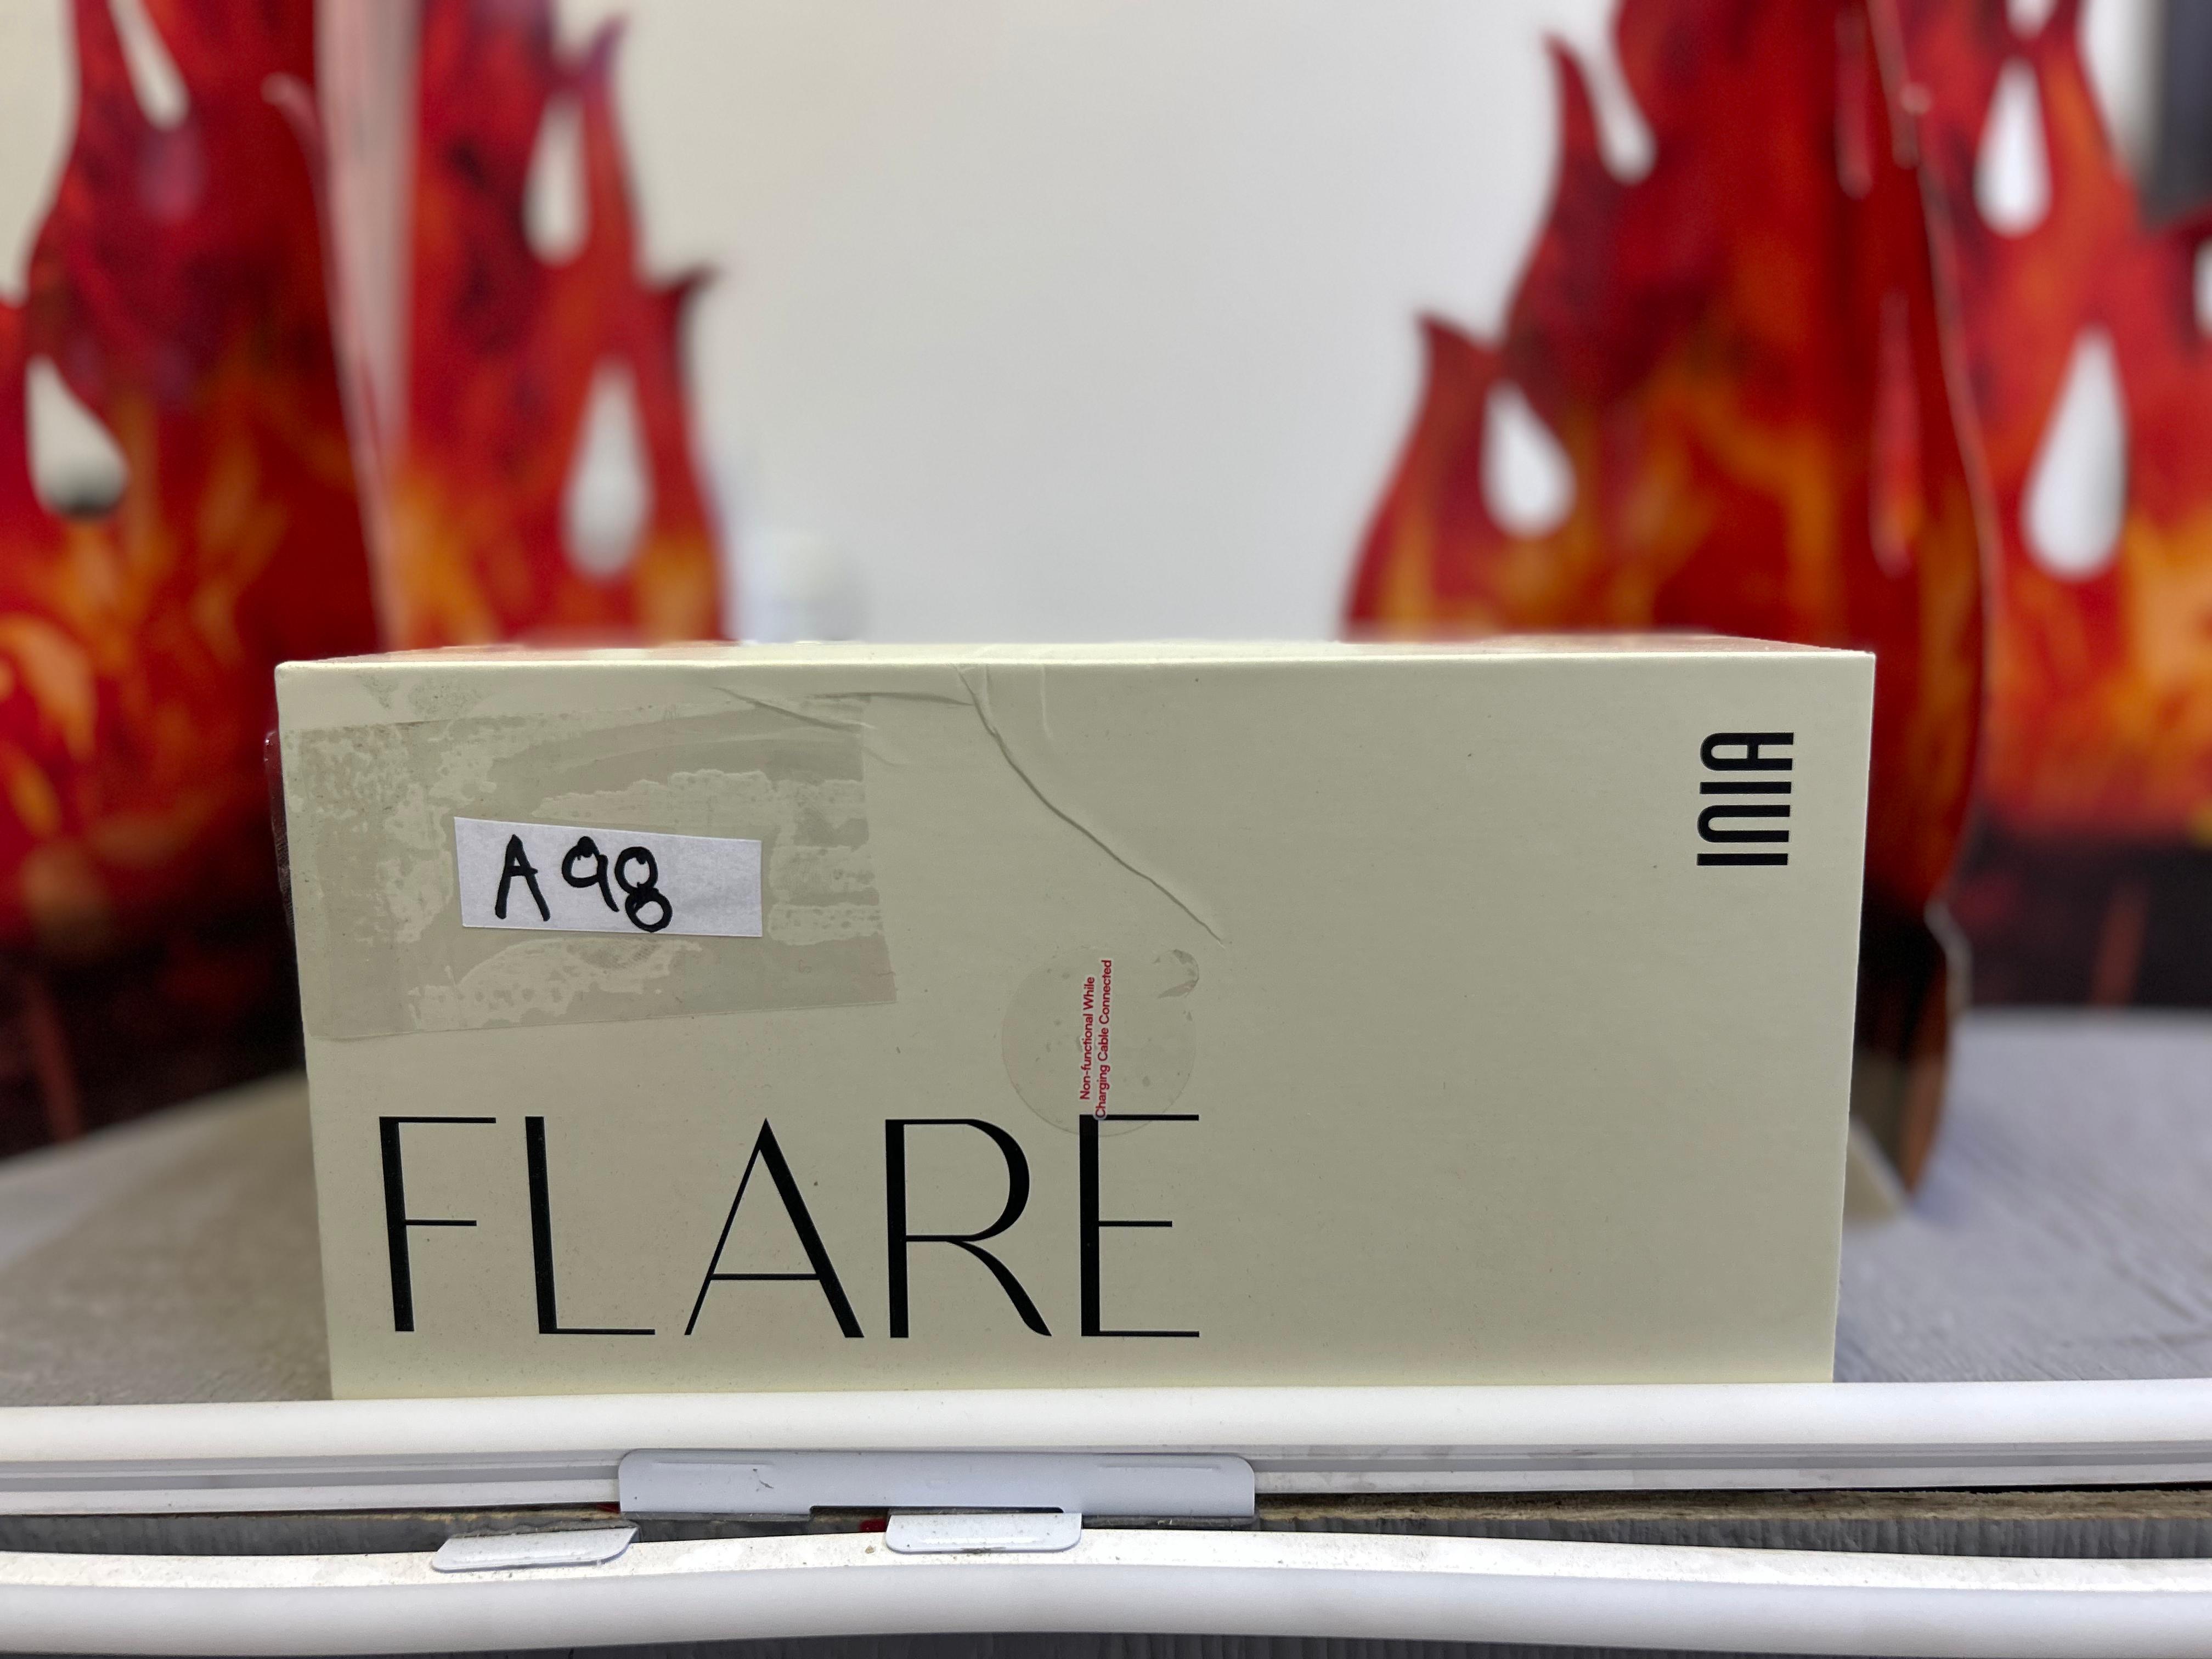 INIA
A98
Non-functional While
Charging Cable Connected
FLARE